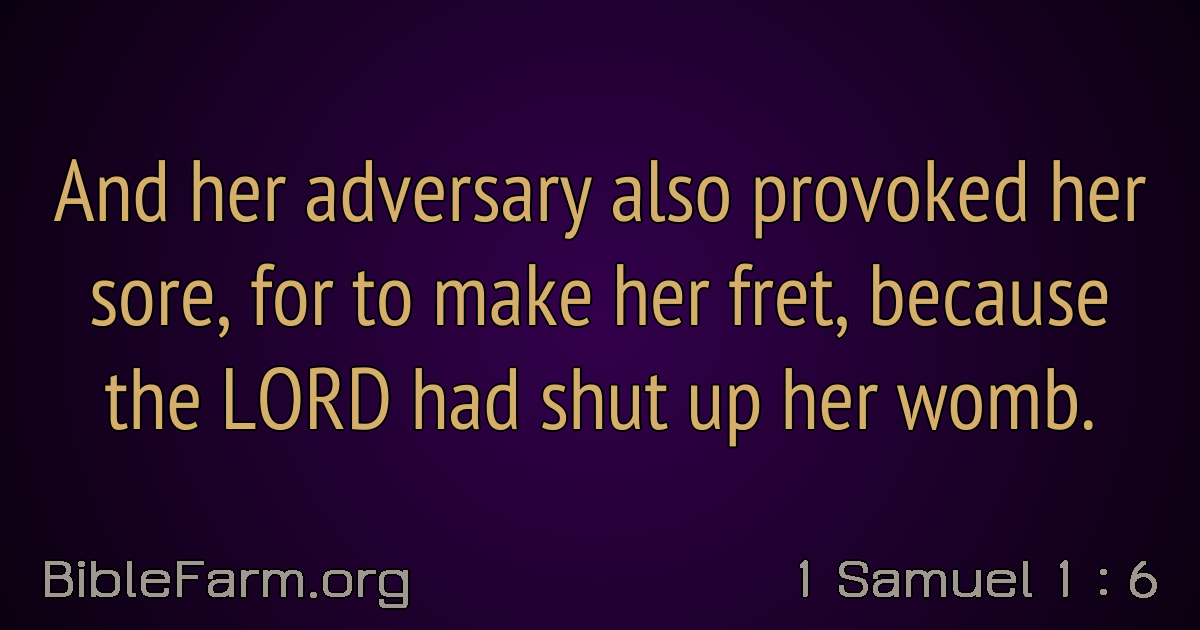 And her adversary also provoked her
sore, for to make her fret, because
the LORD had shut up her womb.
BibleFarm.org
1 Samuel 1 : 6